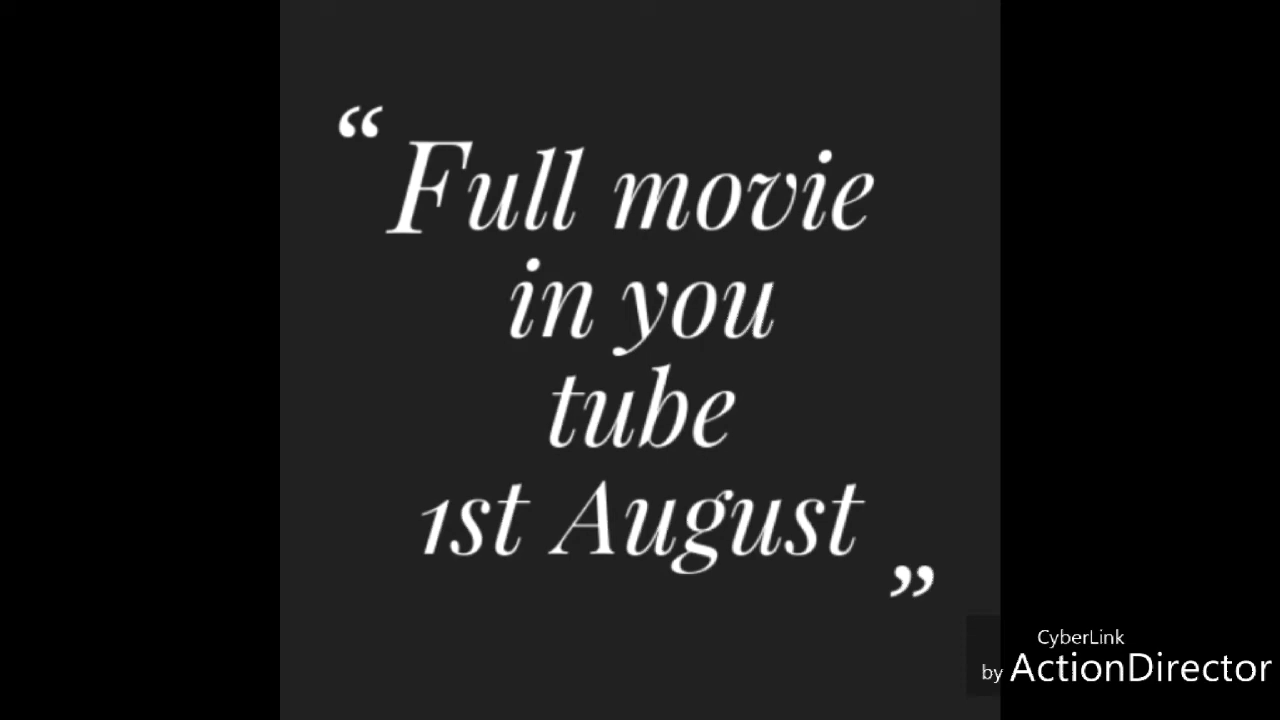 “
Full movie
in you
tube
1st August
”
CyberLink
by ActionDirector